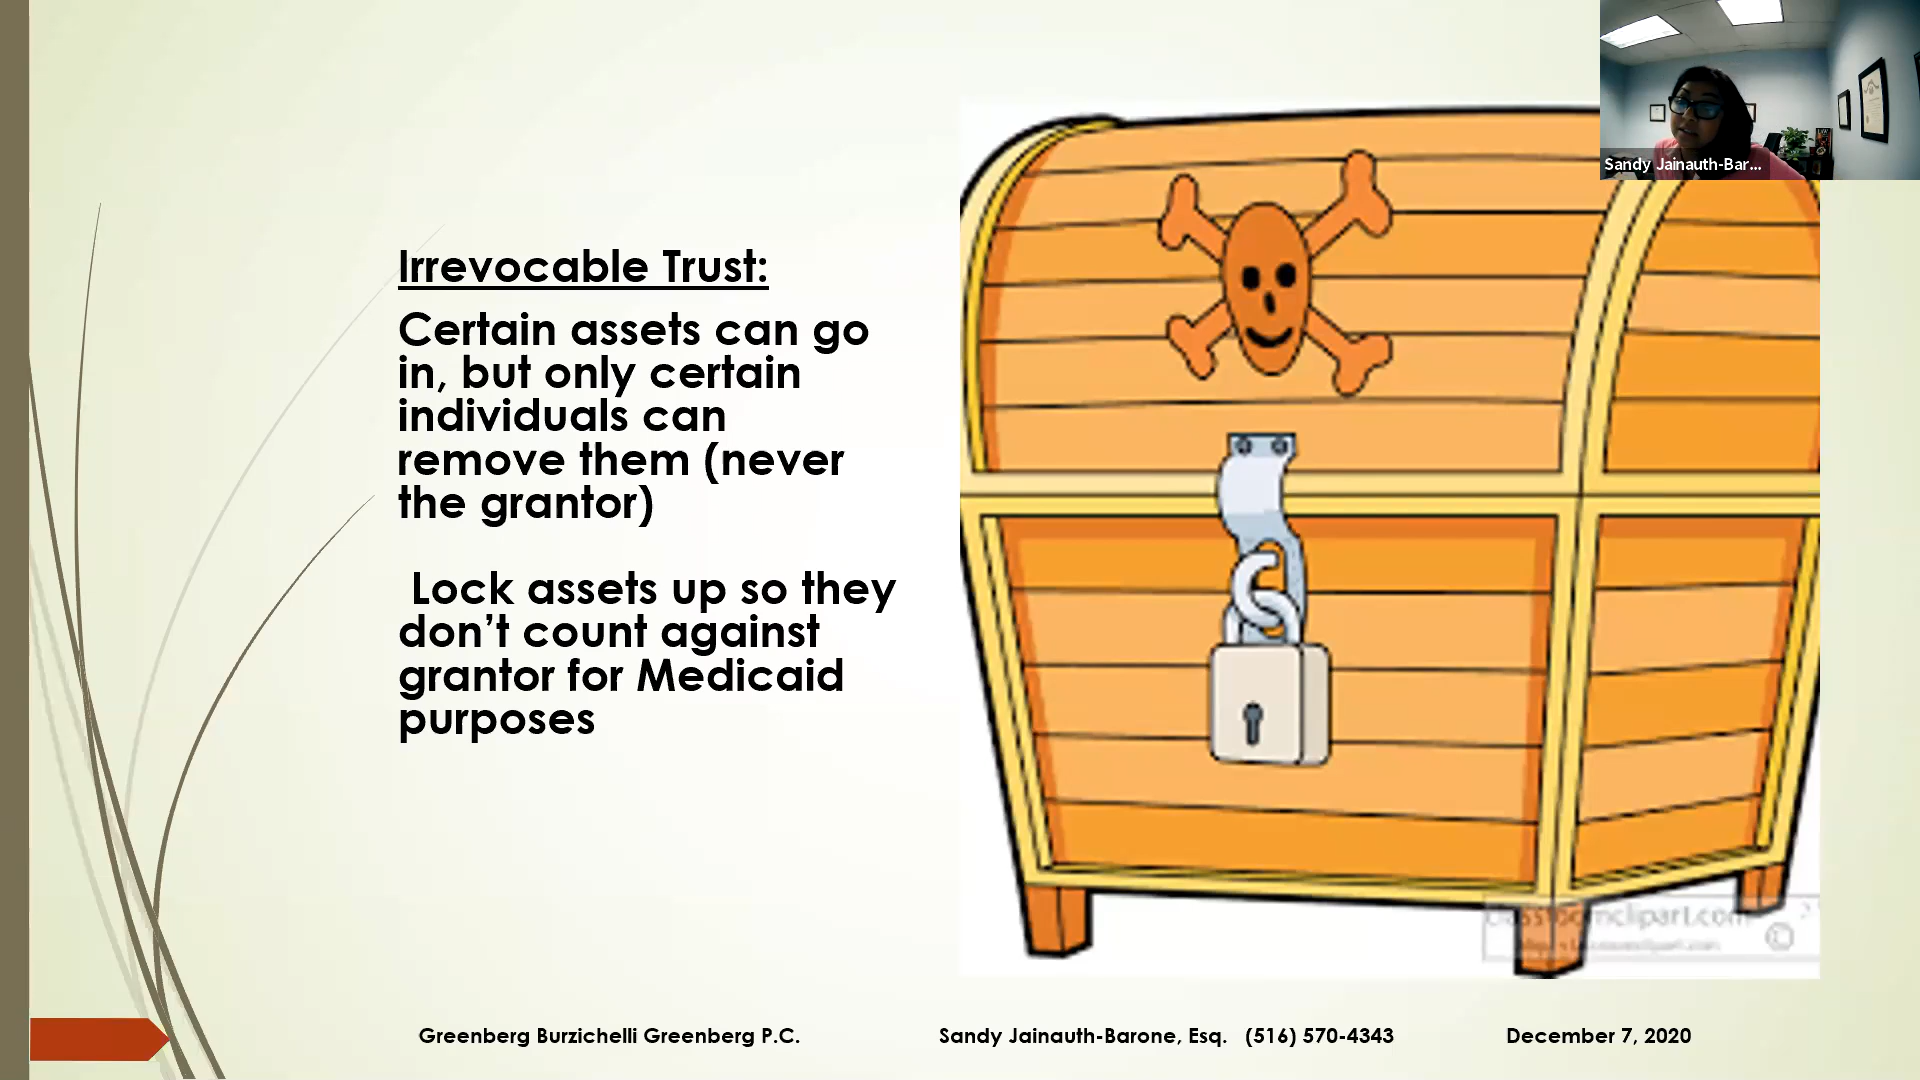 Sandy Jainauth-Bar...
Irrevocable Trust:
Certain assets can go
in, but only certain
individuals can
remove them (never
the grantor)
Lock assets up so they
don’t count against
grantor for Medicaid
purposes
classroomclipart.com
©
Greenberg Burzichelli Greenberg P.C. Sandy Jainauth-Barone, Esq. (516) 570-4343 December 7, 2020